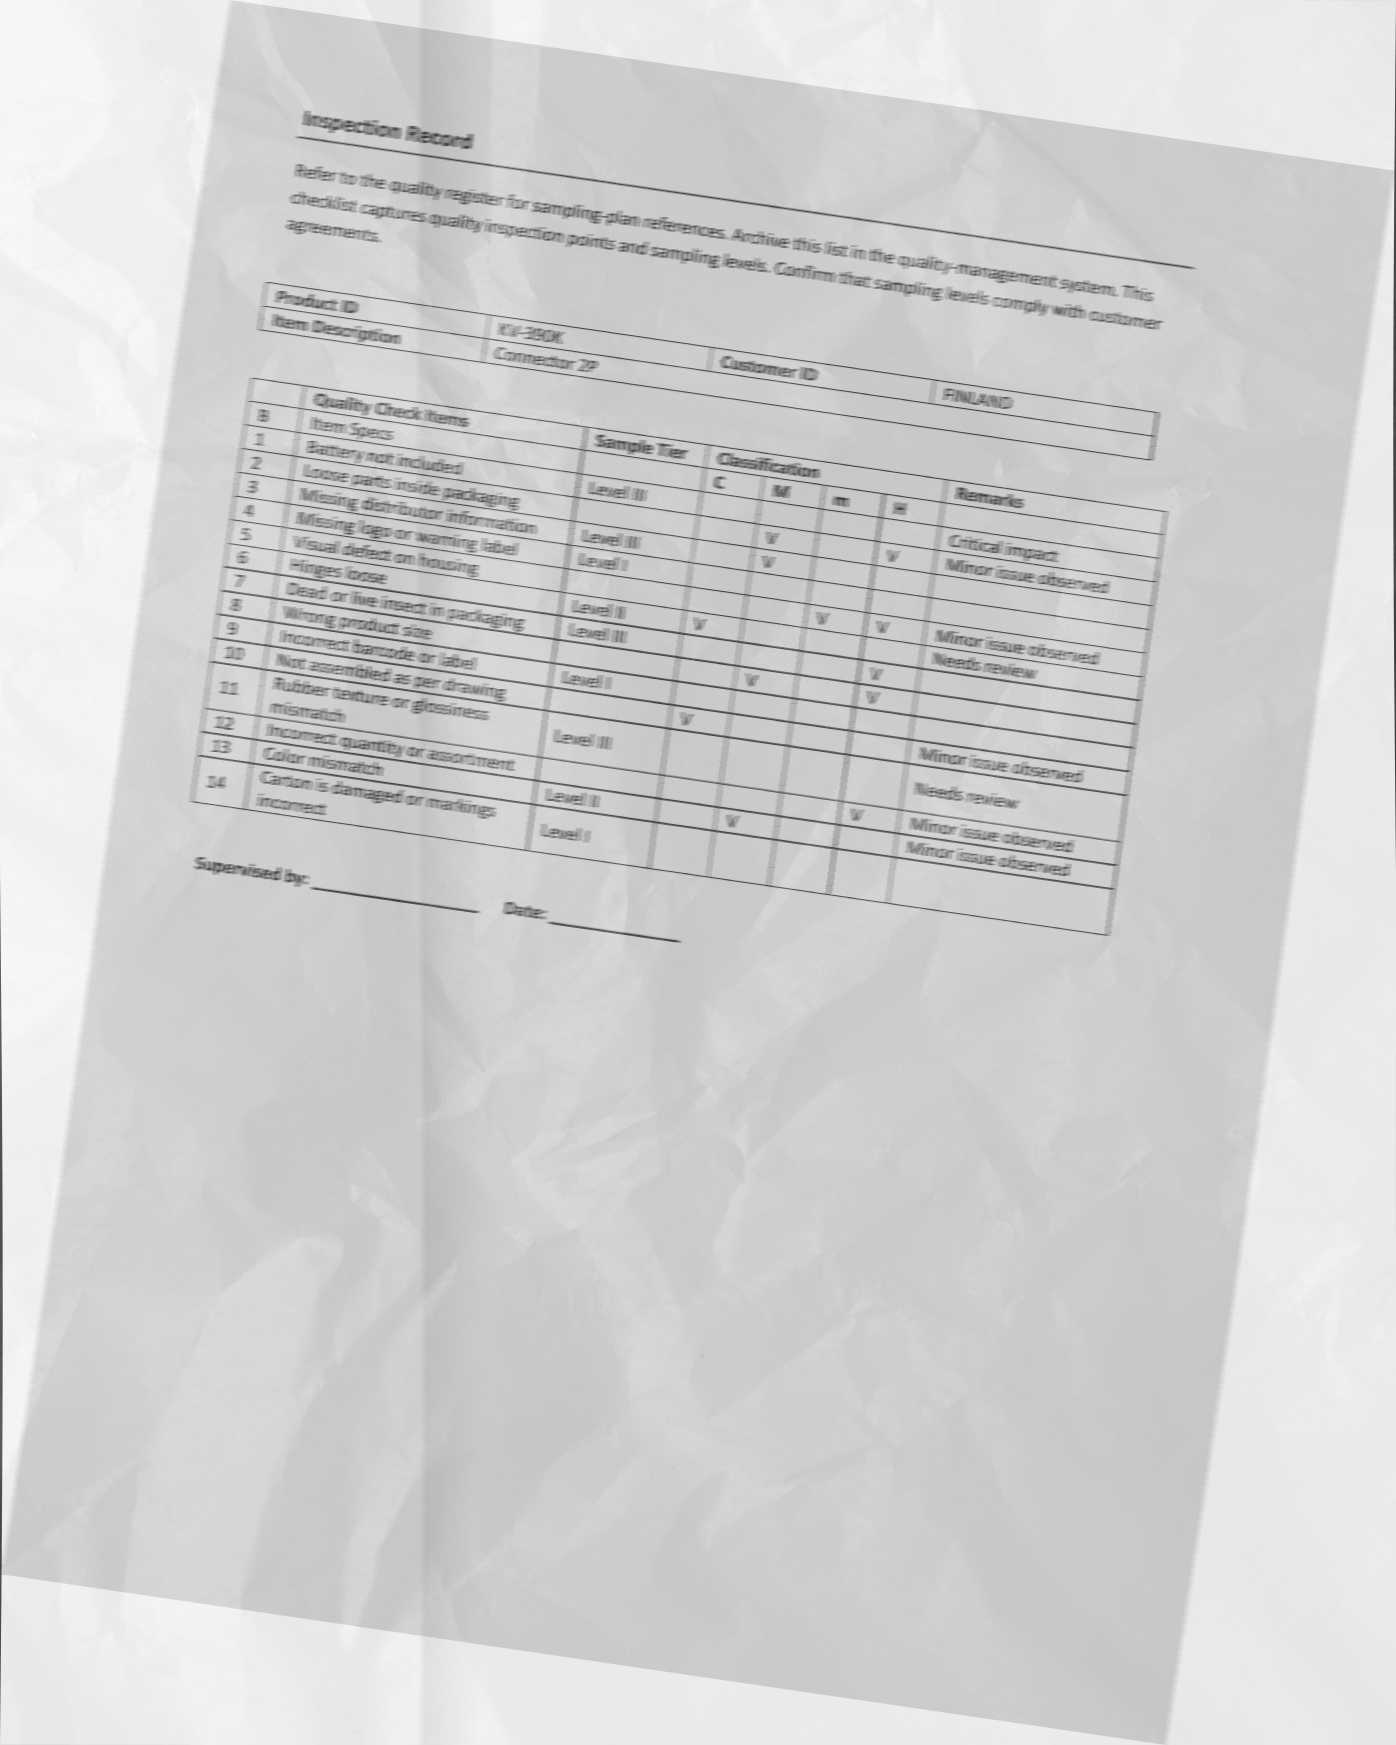 Inspection Record
Refer to the quality register for sampling-plan references. Archive this list in the quality-management system. This
checklist captures quality inspection points and sampling levels. Confirm that sampling levels comply with customer
agreements.
Product ID KV-390K Customer ID FINLAND
Item Description Connector 2P
Quality Check Items Sample Tier Classification Remarks
B Item Specs C M m H
1 Battery not included Level III Critical impact
2 Loose parts inside packaging V V Minor issue observed
3 Missing distributor information Level III V
4 Missing logo or warning label Level I
5 Visual defect on housing V V Minor issue observed
6 Hinges loose Level II V Needs review
7 Dead or live insect in packaging Level III V
8 Wrong product size V V
9 Incorrect barcode or label Level I
10 Not assembled as per drawing V Minor issue observed
11 Rubber texture or glossiness
mismatch Level III Needs review
12 Incorrect quantity or assortment V Minor issue observed
13 Color mismatch Level II V Minor issue observed
14 Carton is damaged or markings
incorrect Level I
Supervised by: Date: